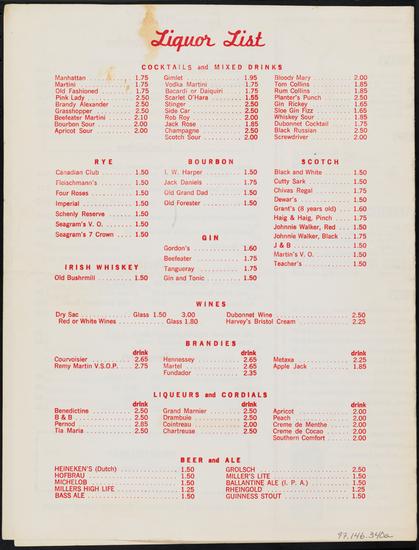 Liquor List
COCKTAILS and MIXED DRINKS
Manhattan 1.75
Martini 1.75
Old Fashioned 1.75
Pink Lady 2.50
Brandy Alexander 2.50
Grasshopper 2.50
Beefeater Martini 2.10
Bourbon Sour 2.00
Apricot Sour 2.00
Gimlet 1.95
Vodka Martini 1.75
Bacardi or Daiquiri 1.75
Scarlet O'Hara 1.55
Stinger 2.50
Side Car 2.50
Rob Roy 2.00
Jack Rose 1.85
Champagne 2.50
Scotch Sour 2.00
Bloody Mary 2.00
Tom Collins 1.85
Rum Collins 1.85
Planter's Punch 2.50
Gin Rickey 1.65
Sloe Gin Fizz 1.65
Whiskey Sour 1.85
Dubonnet Cocktail 1.75
Black Russian 2.50
Screwdriver 2.00
RYE
Canadian Club 1.50
Fleischmann's 1.50
Four Roses 1.50
Imperial 1.50
Schenly Reserve 1.50
Seagram's V. O. 1.50
Seagram's 7 Crown 1.50
IRISH WHISKEY
Old Bushrmill 1.50
BOURBON
I. W. Harper 1.50
Jack Daniels 1.75
Old Grand Dad 1.50
Old Forester 1.50
GIN
Gordon's 1.60
Beefeater 1.75
Tangueray 1.75
Gin and Tonic 1.50
SCOTCH
Black and White 1.50
Cutty Sark 1.50
Chivas Regal 1.75
Dewar's 1.50
Grant's (8 years old) 1.60
Haig & Haig, Pinch 1.75
Johnnie Walker, Red 1.50
Johnnie Walker, Black 1.75
J & B 1.50
Martin's V. O. 1.50
Teacher's 1.50
WINES
Dry Sac Glass 1.50 3.00
Red or White Wines Glass 1.80
Dubonnet Wine 2.50
Harvey's Bristol Cream 2.25
BRANDIES
drink
Courvoisier 2.65
Remy Martin V.S.O.P. 2.75
drink
Hennessey 2.65
Martel 2.65
Fundador 2.35
drink
Metaxa 2.25
Apple Jack 1.85
LIQUEURS and CORDIALS
drink
Benedictine 2.50
B & B 2.50
Pernod 2.85
Tia Maria 2.50
drink
Grand Marnier 2.50
Drambuie 2.50
Cointreau 2.00
Chartreuse 2.50
drink
Apricot 2.00
Peach 2.00
Creme de Menthe 2.00
Creme de Cocao 2.00
Southern Comfort 2.00
BEER and ALE
HEINEKEN'S (Dutch) 1.50
HOFBRAU 1.50
MICHELOB 1.50
MILLERS HIGH LIFE 1.25
BASS ALE 1.50
GROLSCH 2.50
MILLER'S LITE 1.50
BALLANTINE ALE (I. P. A.) 1.50
RHEINGOLD 1.25
GUINNESS STOUT 1.50
97.146.340a